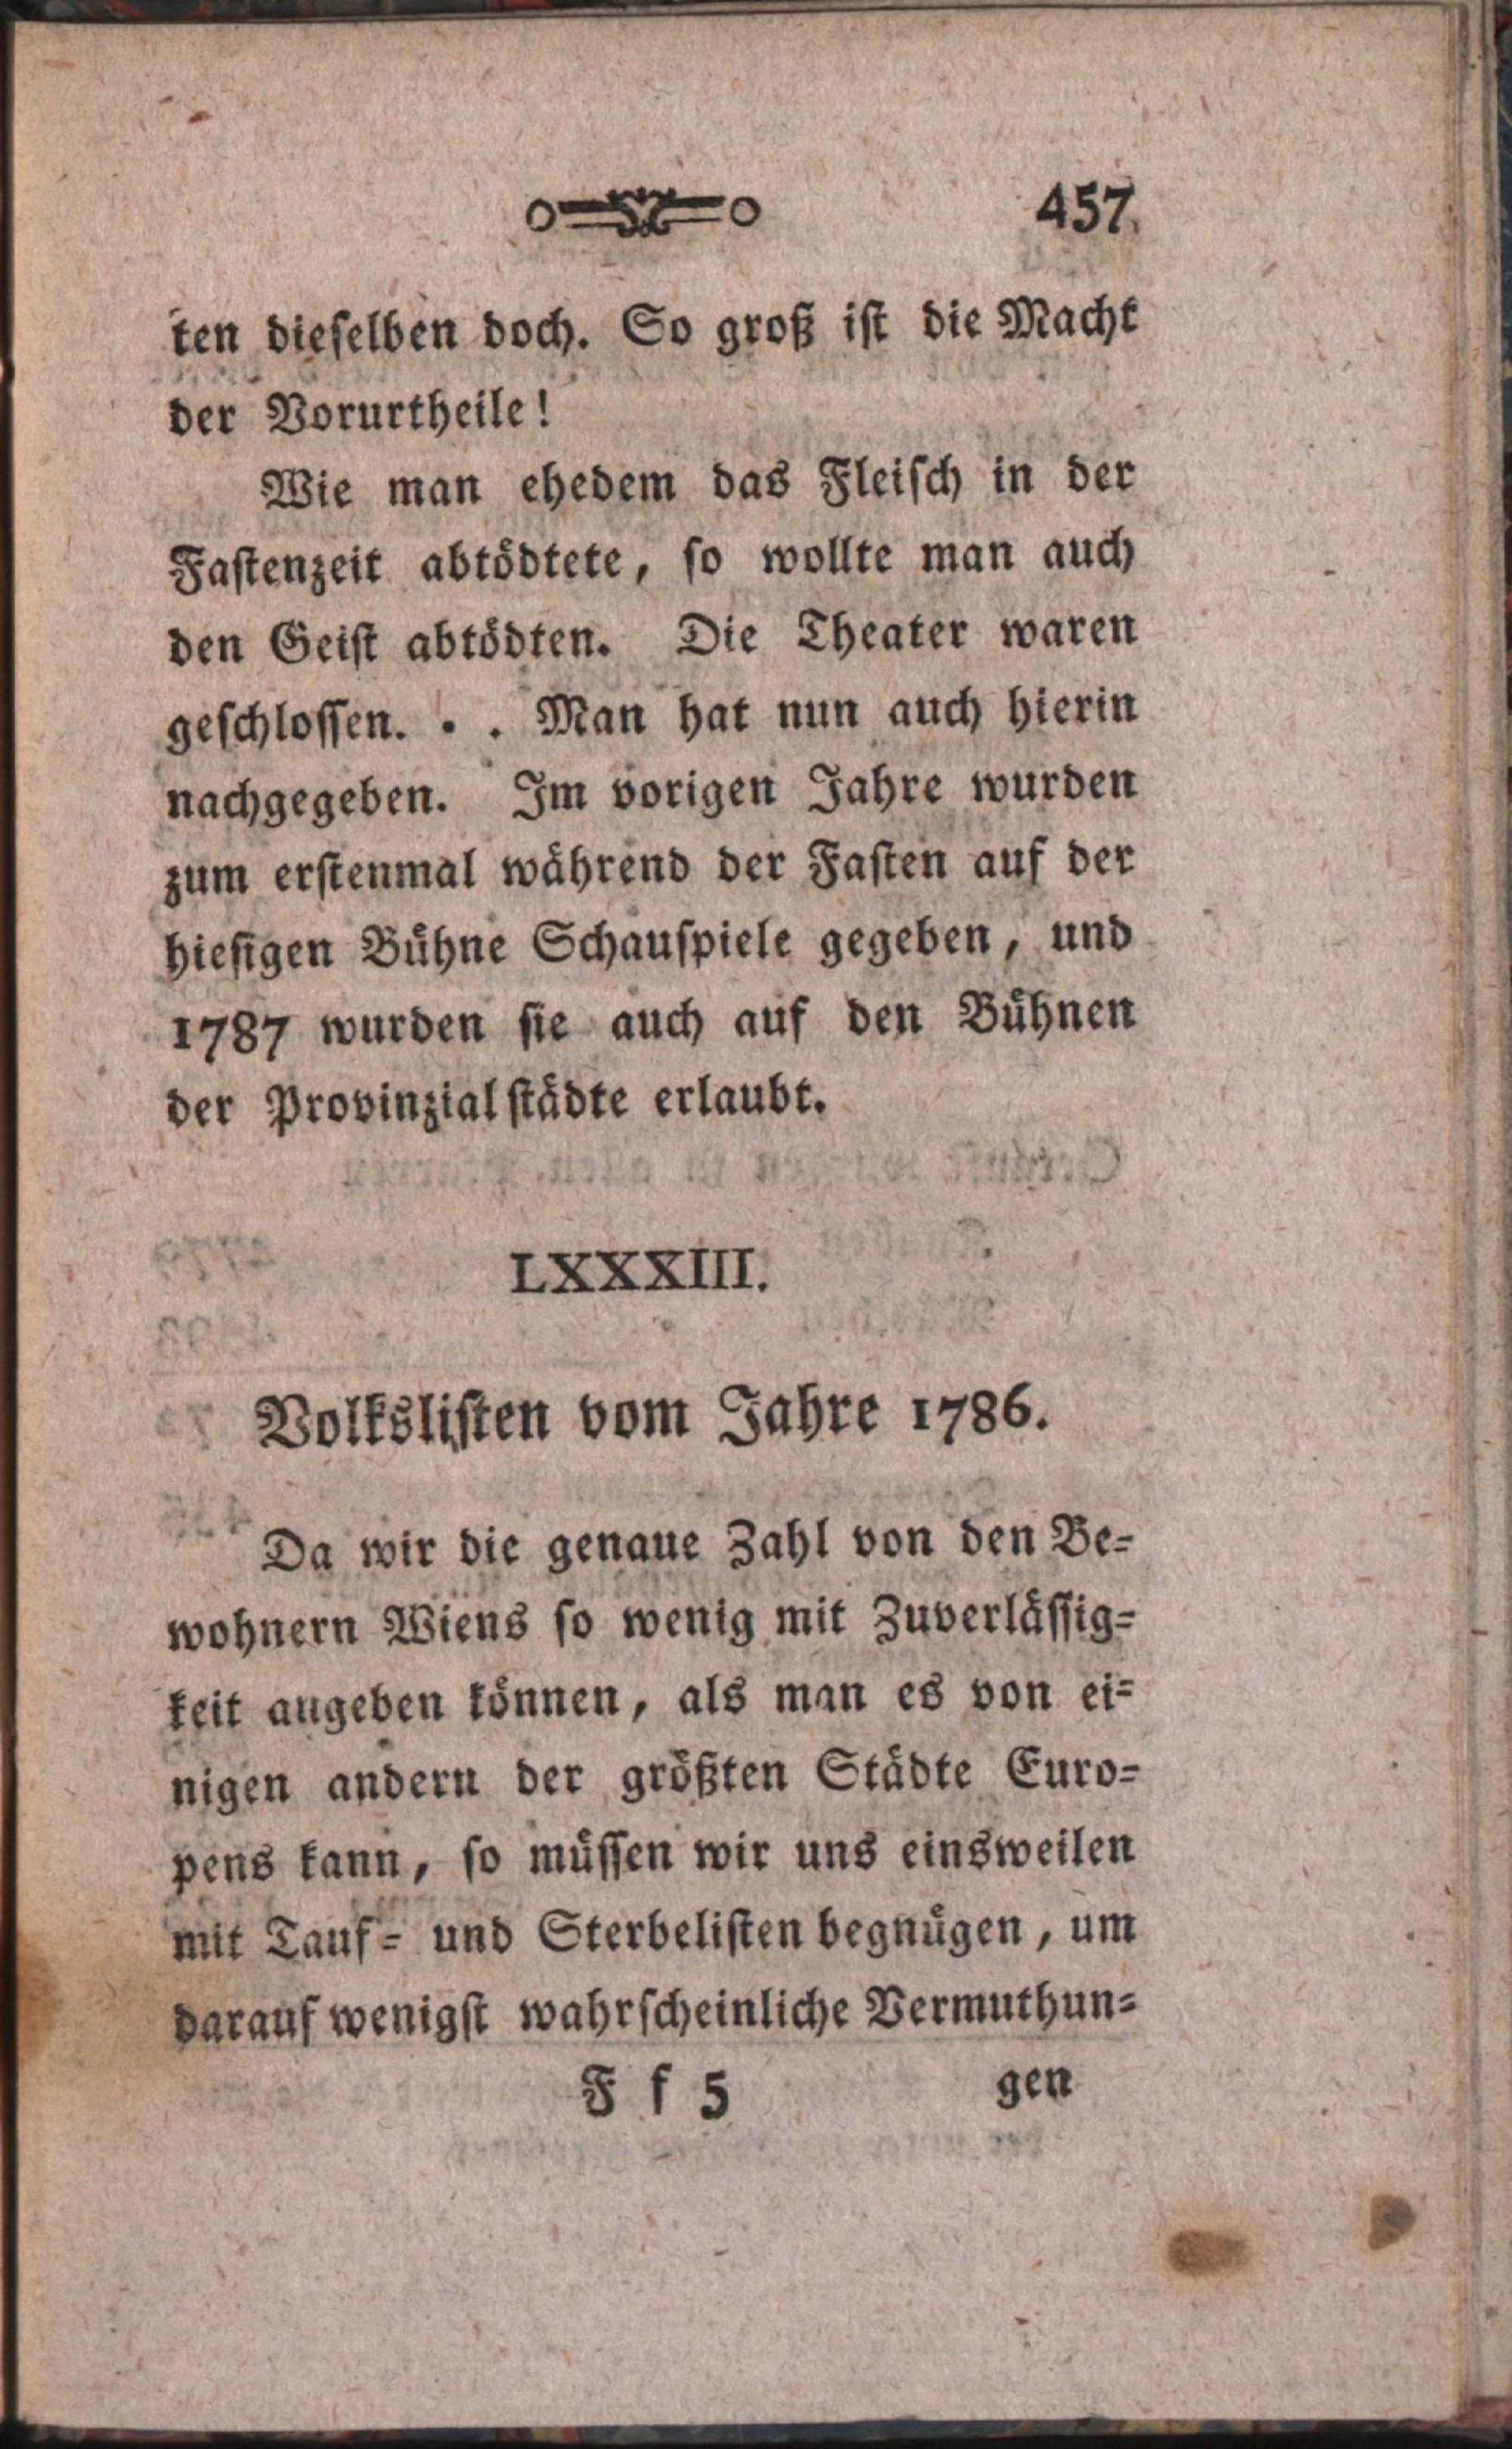 457
ten dieselben doch. So groß ist die Macht
der Vorurtheile!
Wie man ehedem das Fleisch in der
Fastenzeit abtödtete, so wollte man auch
den Geist abtödten. Die Theater waren
geschlossen. . . Man hat nun auch hierin
nachgegeben. Im vorigen Jahre wurden
zum erstenmal während der Fasten auf der
hiesigen Bühne Schauspiele gegeben, und
1787 wurden sie auch auf den Bühnen
der Provinzialstädte erlaubt.
LXXXIII.
Volkslisten vom Jahre 1786.
Da wir die genaue Zahl von den Be-
wohnern Wiens so wenig mit Zuverlässig-
keit angeben können, als man es von ei-
nigen andern der größten Städte Euro-
pens kann, so müssen wir uns einsweilen
mit Tauf- und Sterbelisten begnügen, um
darauf wenigst wahrscheinliche Vermuthun-
F f 5 gen